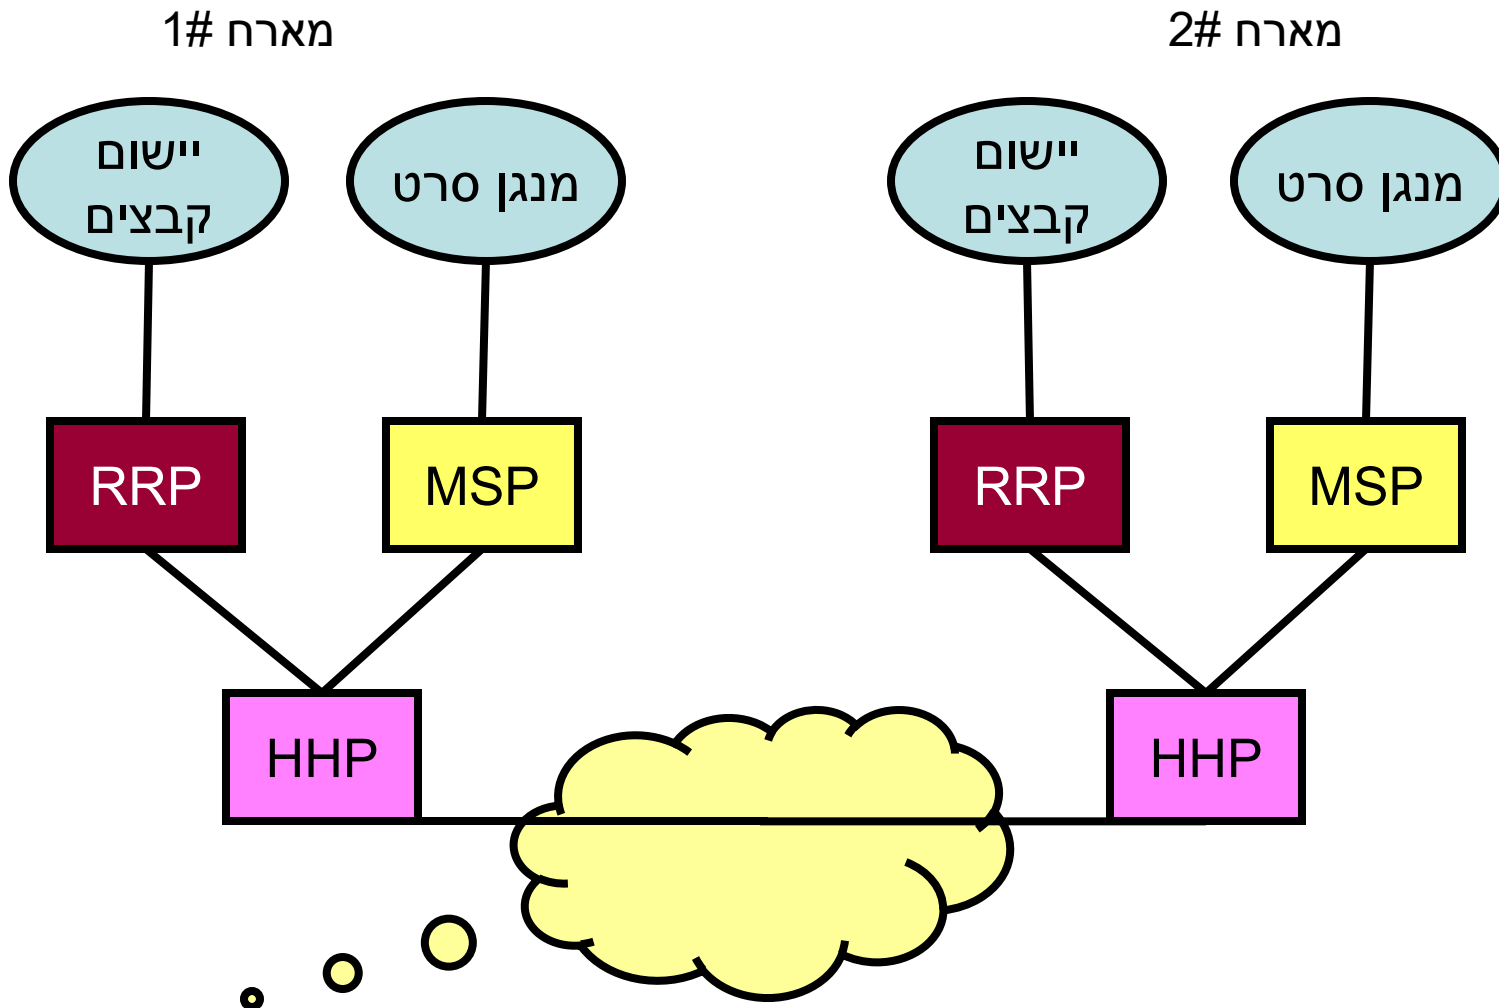 מארח #1
מארח #2
יישום
קבצים
מנגן סרט
יישום
קבצים
מנגן סרט
RRP
MSP
RRP
MSP
HHP
HHP